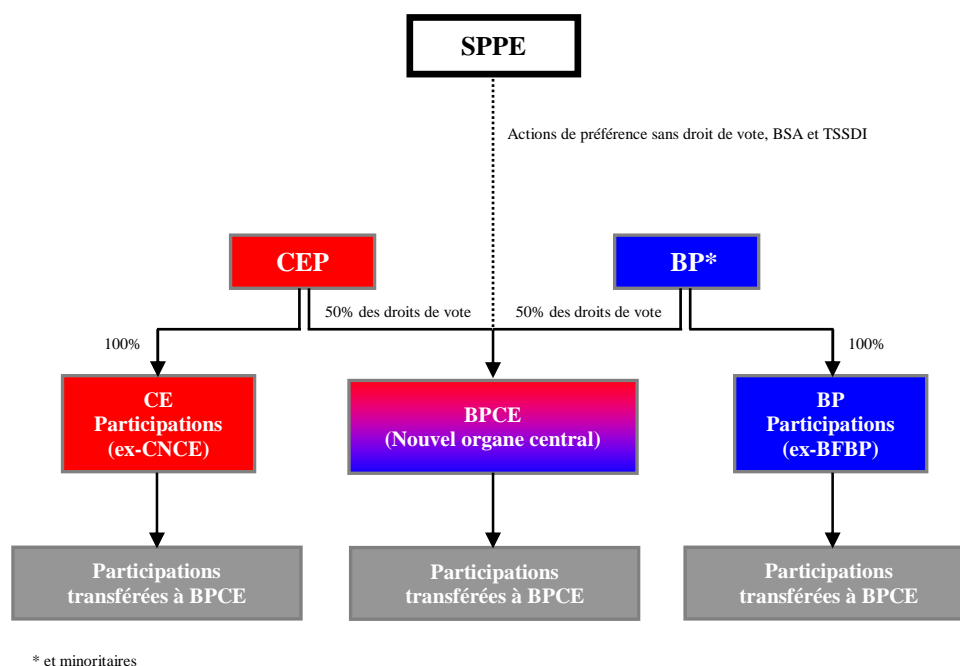 SPPE
Actions de préférence sans droit de vote, BSA et TSSDI
CEP
BP*
50% des droits de vote
50% des droits de vote
100%
100%
CE
Participations
(ex-CNCE)
BPCE
(Nouvel organe central)
BP
Participations
(ex-BFBP)
Participations
transférées à BPCE
Participations
transférées à BPCE
Participations
transférées à BPCE
* et minoritaires